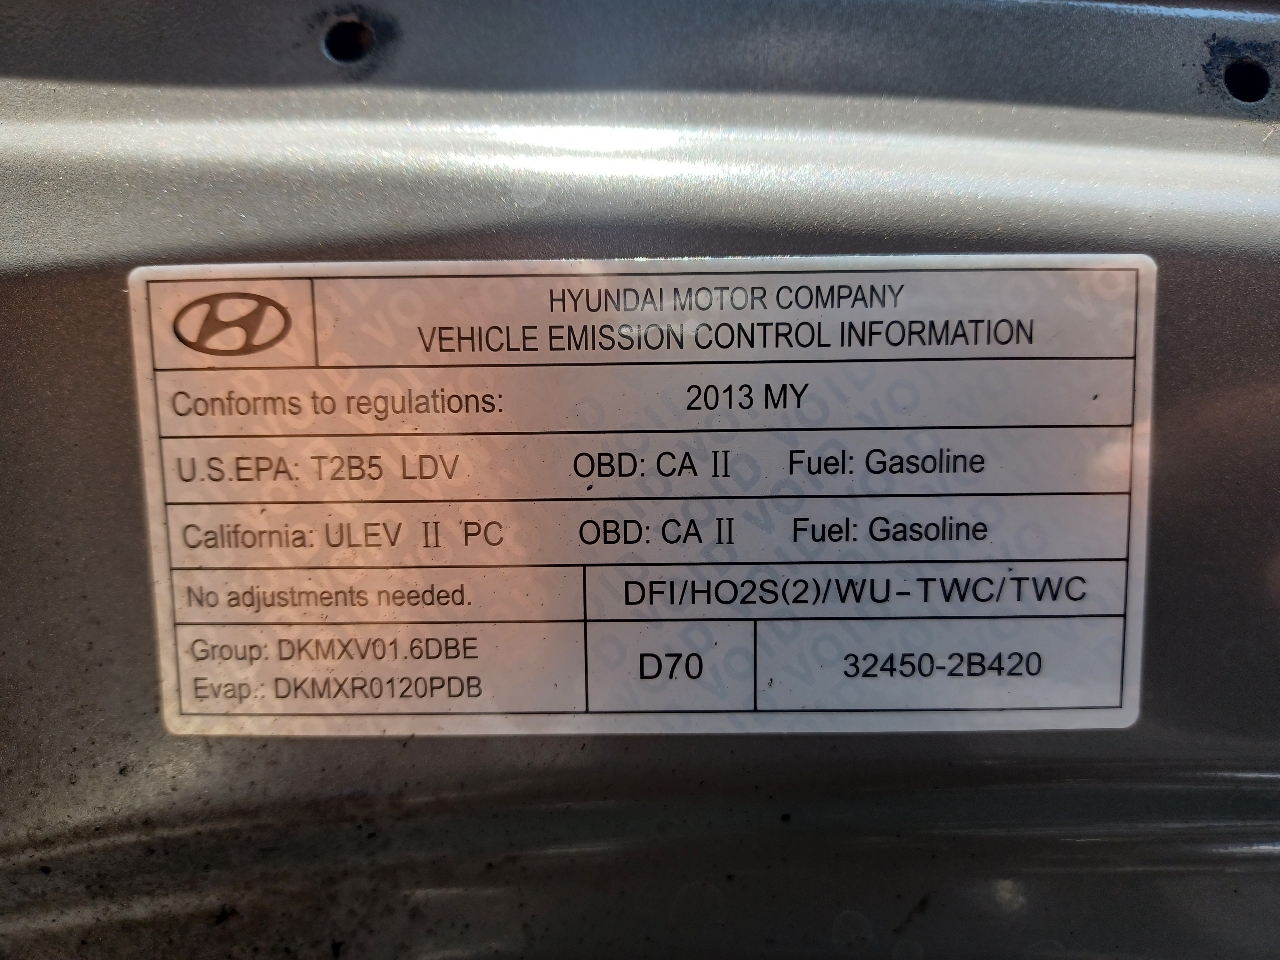 HYUNDAI MOTOR COMPANY
VEHICLE EMISSION CONTROL INFORMATION
Conforms to regulations: 2013 MY
U.S.EPA: T2B5 LDV OBD: CA II Fuel: Gasoline
California: ULEV II PC OBD: CA II Fuel: Gasoline
No adjustments needed. DFI/HO2S(2)/WU-TWC/TWC
Group: DKMXV01.6DBE
Evap.: DKMXR0120PDB
D70 32450-2B420